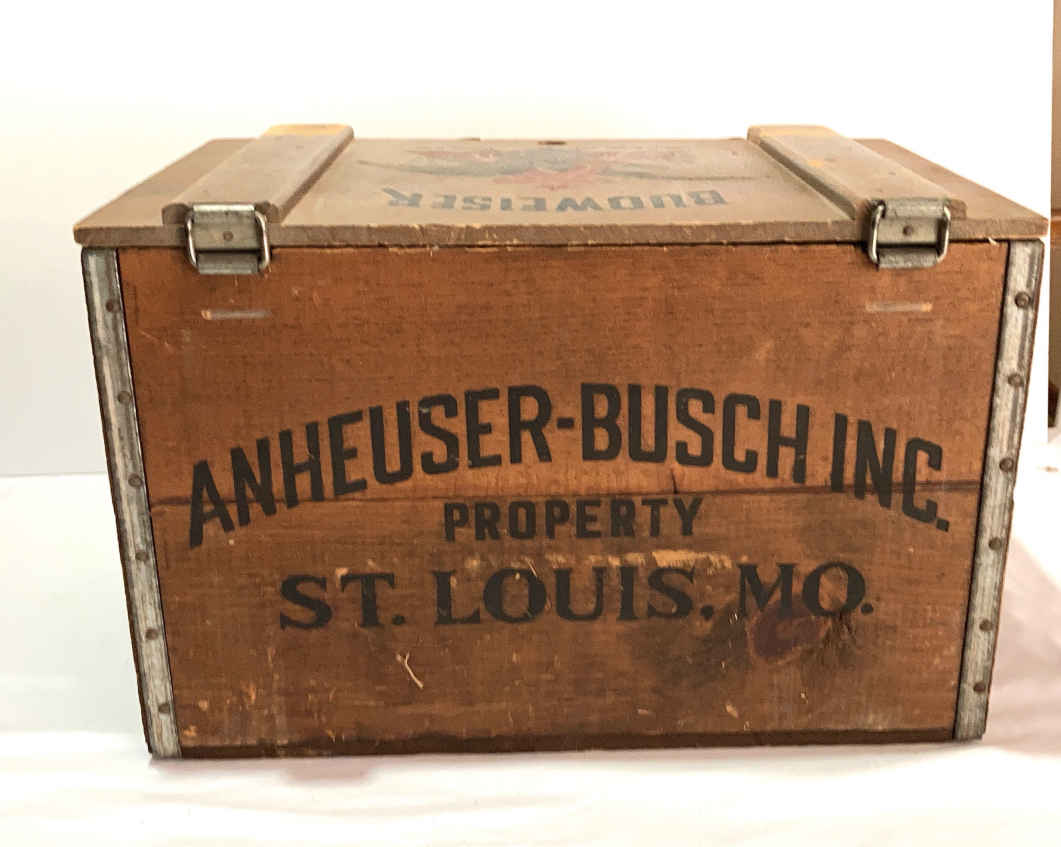 BUDWEISER
ANHEUSER-BUSCH INC.
PROPERTY
ST. LOUIS. MO.